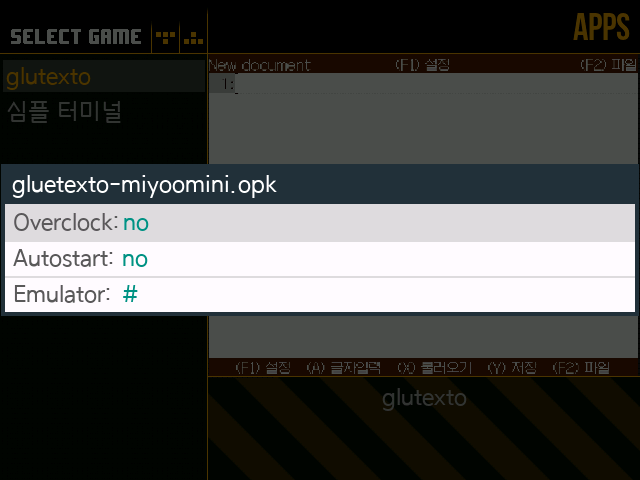 SELECT GAME
APPS
glutexto
심플 터미널
New document (F1) 설정 (F2) 파일
1:
gluetexto-miyoomini.opk
Overclock: no
Autostart: no
Emulator: #
(F1) 설정 (A) 글자입력 (X) 불러오기 (Y) 저장 (F2) 파일
glutexto